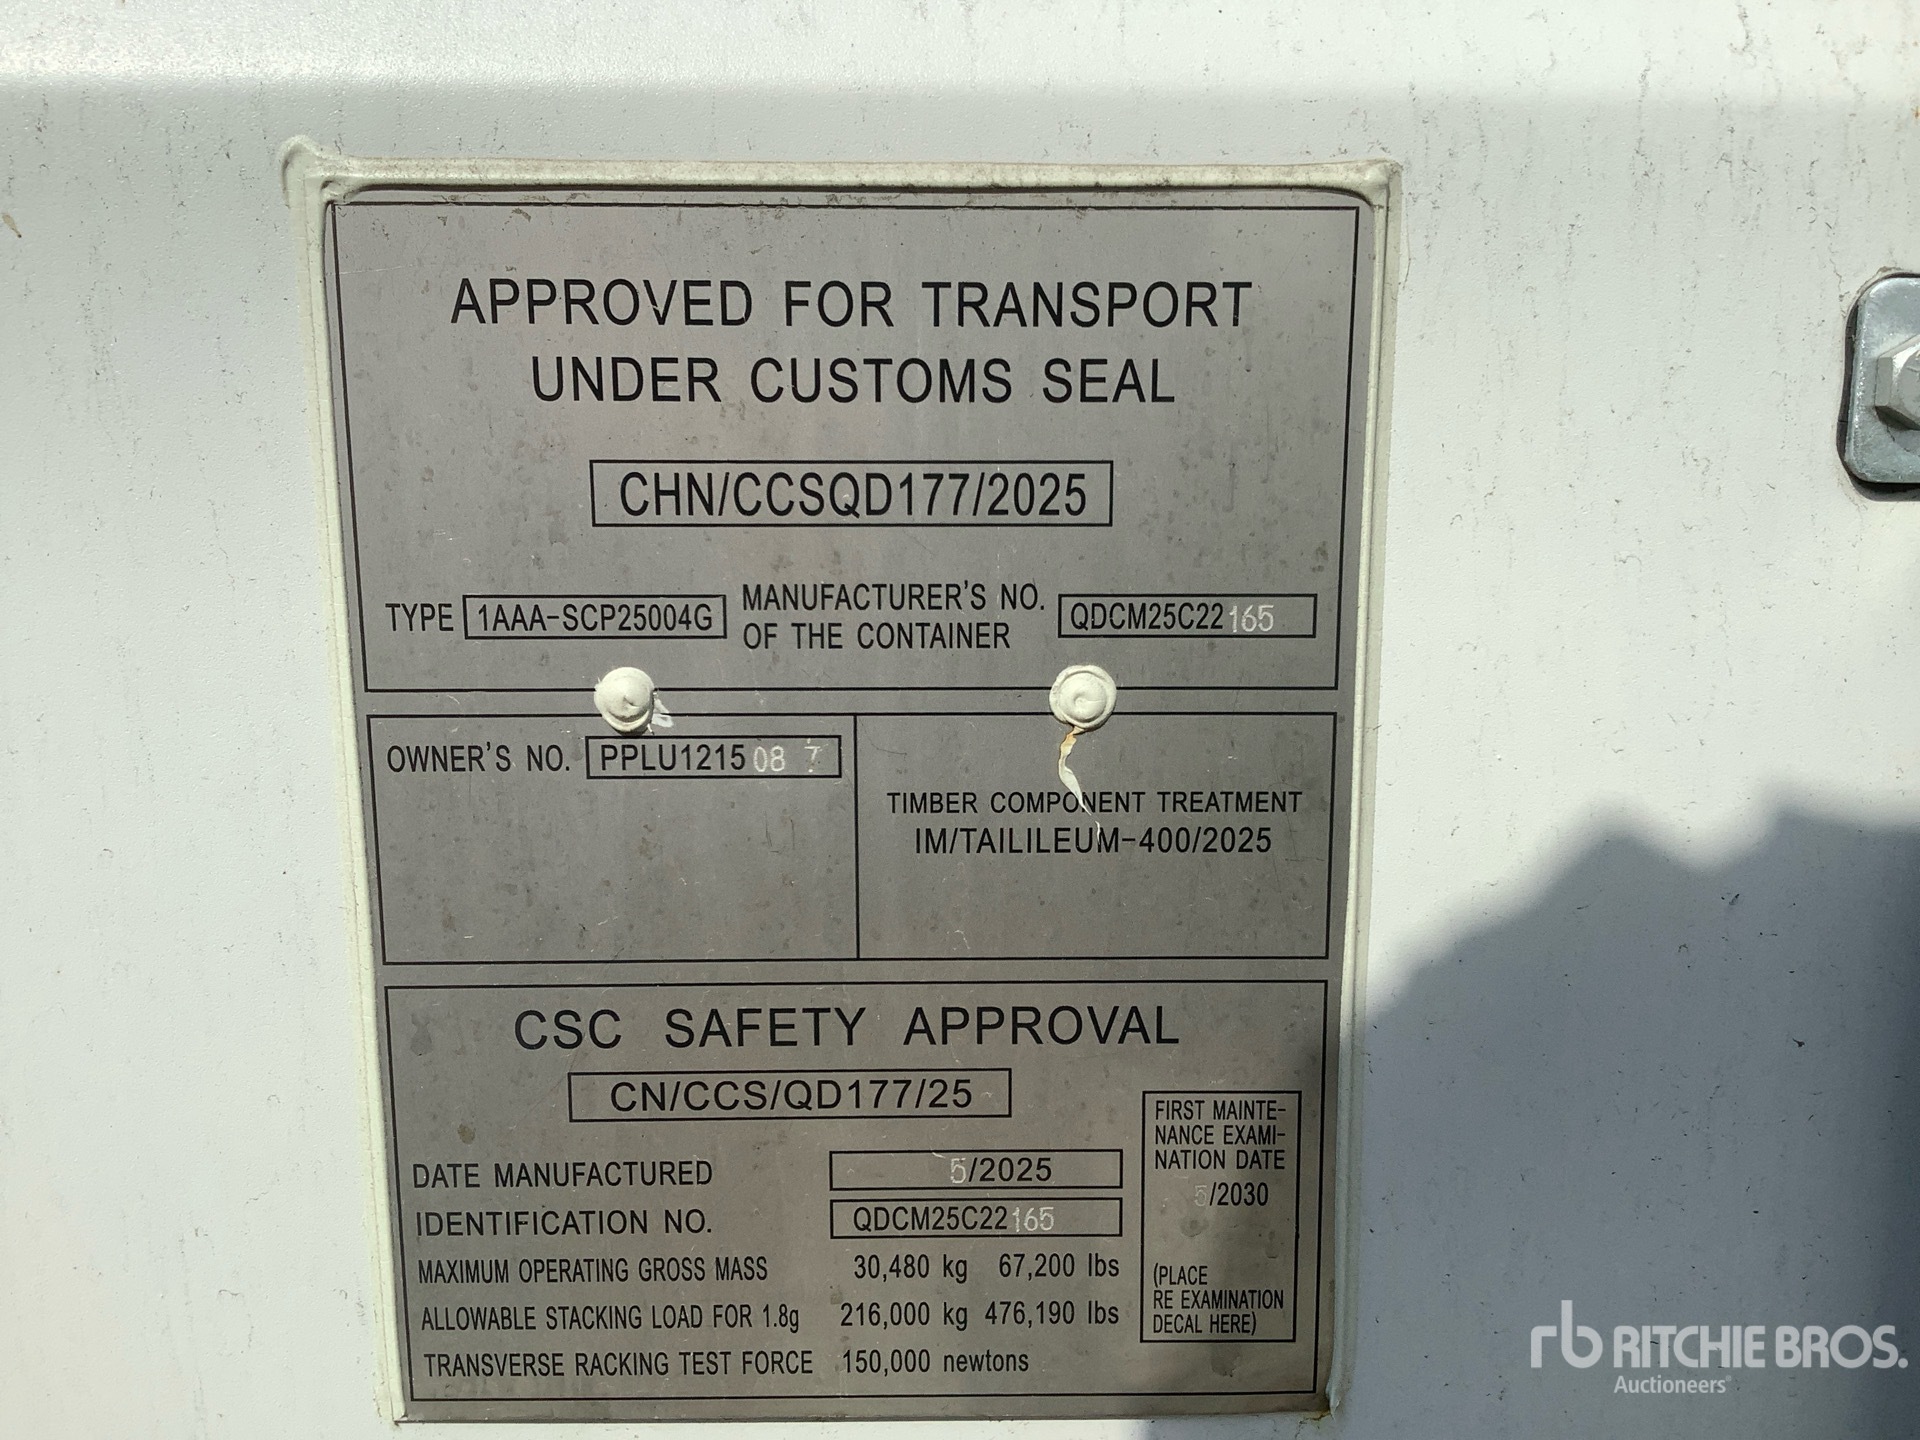 APPROVED FOR TRANSPORT
UNDER CUSTOMS SEAL
CHN/CCSQD177/2025
TYPE 1AAA-SCP25004G MANUFACTURER'S NO. OF THE CONTAINER QDCM25C22165
OWNER'S NO. PPLU1215 08 7
TIMBER COMPONENT TREATMENT
IM/TAILILEUM-400/2025
CSC SAFETY APPROVAL
CN/CCS/QD177/25
DATE MANUFACTURED 5/2025
IDENTIFICATION NO. QDCM25C22165
MAXIMUM OPERATING GROSS MASS 30,480 kg 67,200 lbs
ALLOWABLE STACKING LOAD FOR 1.8g 216,000 kg 476,190 lbs
TRANSVERSE RACKING TEST FORCE 150,000 newtons
FIRST MAINTE-
NANCE EXAMI-
NATION DATE
5/2030
(PLACE
RE EXAMINATION
DECAL HERE)
rb RITCHIE BROS.
Auctioneers